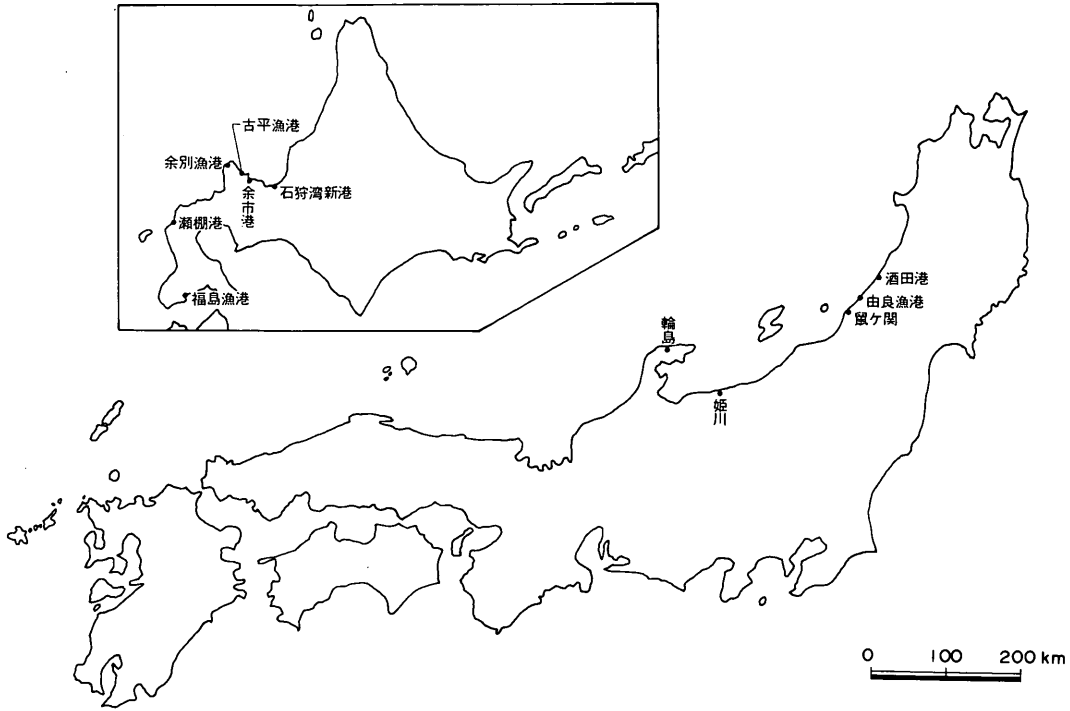 古平漁港
余別漁港
余市港
石狩湾新港
瀬棚港
福島漁港
酒田港
由良漁港
鼠ケ関
輪島
姫川
0 100 200 km